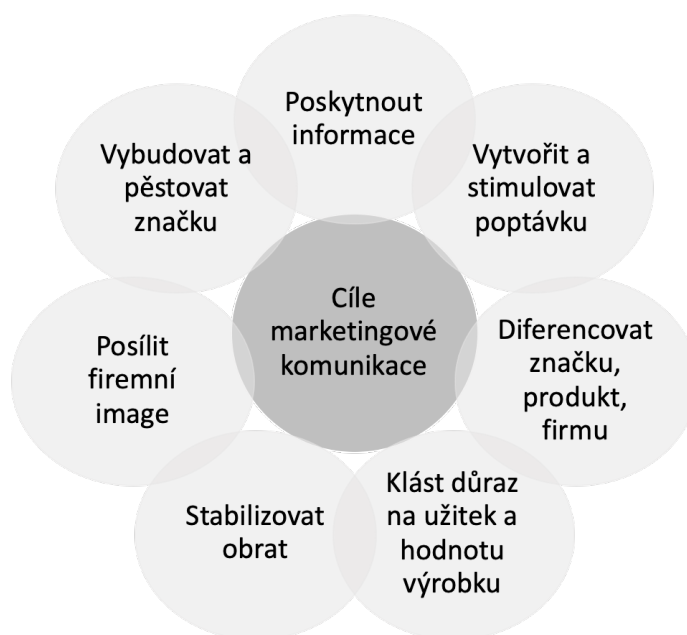 Poskytnout
informace
Vytvořit a
stimulovat
poptávku
Diferencovat
značku,
produkt,
firmu
Klást důraz
na užitek a
hodnotu
výrobku
Stabilizovat
obrat
Posílit
firemní
image
Vybudovat a
pěstovat
značku
Cíle
marketingové
komunikace